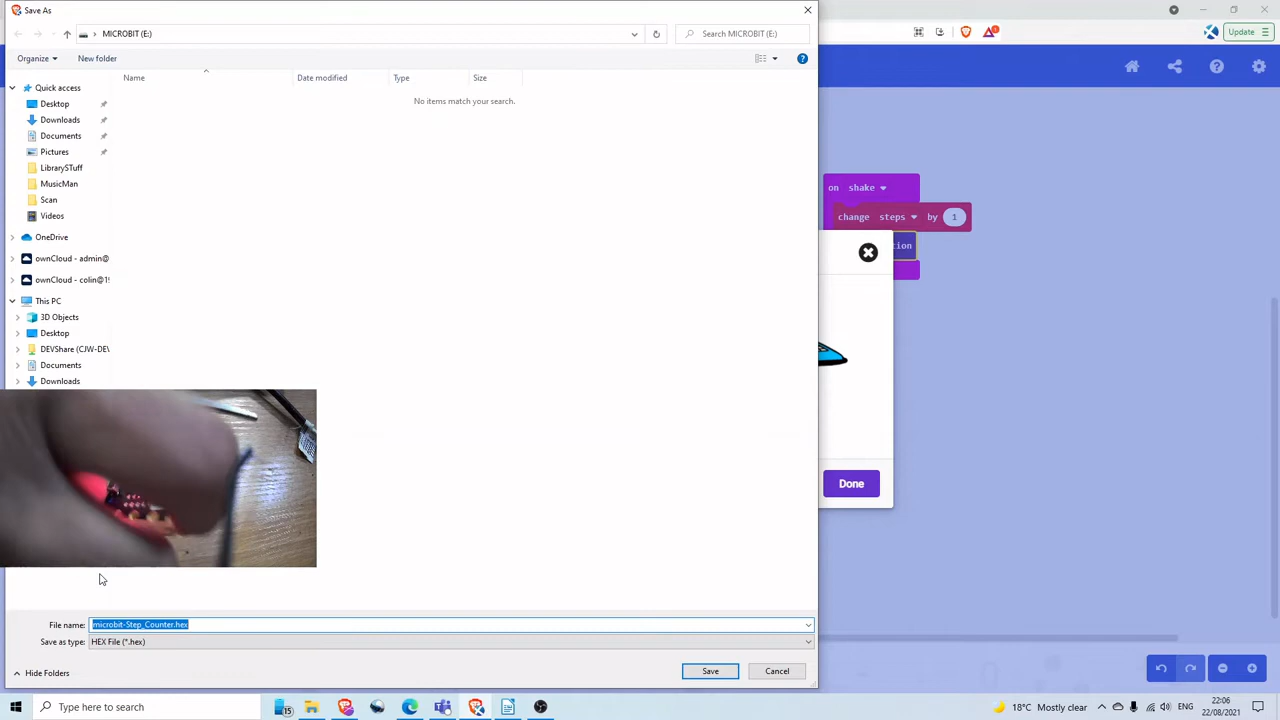 Save As
MICROBIT (E:)
Search MICROBIT (E:)
Update
Organize
New folder
Name
Date modified
Type
Size
No items match your search.
Quick access
Desktop
Downloads
Documents
Pictures
LibrarySTuff
MusicMan
Scan
Videos
OneDrive
ownCloud - admin@
ownCloud - colin@1
This PC
3D Objects
Desktop
DEVShare (CJW-DE
Documents
Downloads
on shake
change steps by 1
tion
Done
File name: microbit-Step_Counter.hex
Save as type: HEX File (*.hex)
Hide Folders
Save
Cancel
Type here to search
15
18°C Mostly clear
ENG
22:06
22/08/2021